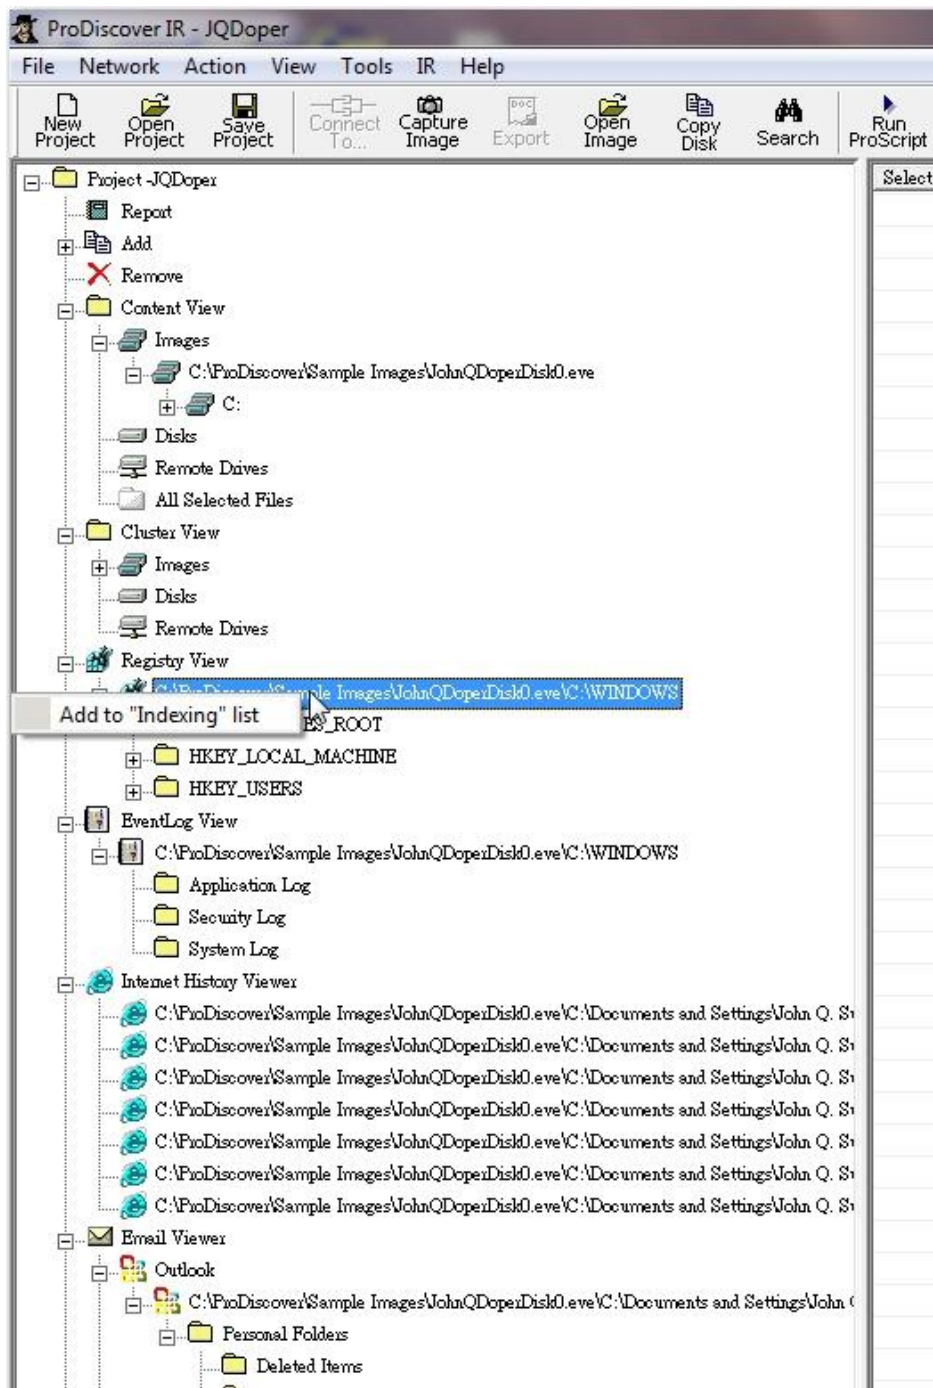 ProDiscover IR - JQDoper
File Network Action View Tools IR Help
New Project Open Project Save Project Connect To... Capture Image Export Open Image Copy Disk Search Run ProScript
Project -JQDoper
Select
Report
Add
Remove
Content View
Images
C:\ProDiscover\Sample Images\JohnQDoperDisk0.eve
C:
Disks
Remote Drives
All Selected Files
Cluster View
Images
Disks
Remote Drives
Registry View
C:\ProDiscover\Sample Images\JohnQDoperDisk0.eve\C:\WINDOWS
Add to "Indexing" list
ES_ROOT
HKEY_LOCAL_MACHINE
HKEY_USERS
EventLog View
C:\ProDiscover\Sample Images\JohnQDoperDisk0.eve\C:\WINDOWS
Application Log
Security Log
System Log
Internet History Viewer
C:\ProDiscover\Sample Images\JohnQDoperDisk0.eve\C:\Documents and Settings\John Q.
C:\ProDiscover\Sample Images\JohnQDoperDisk0.eve\C:\Documents and Settings\John Q.
C:\ProDiscover\Sample Images\JohnQDoperDisk0.eve\C:\Documents and Settings\John Q.
C:\ProDiscover\Sample Images\JohnQDoperDisk0.eve\C:\Documents and Settings\John Q.
C:\ProDiscover\Sample Images\JohnQDoperDisk0.eve\C:\Documents and Settings\John Q.
C:\ProDiscover\Sample Images\JohnQDoperDisk0.eve\C:\Documents and Settings\John Q.
C:\ProDiscover\Sample Images\JohnQDoperDisk0.eve\C:\Documents and Settings\John Q.
Email Viewer
Outlook
C:\ProDiscover\Sample Images\JohnQDoperDisk0.eve\C:\Documents and Settings\John
Personal Folders
Deleted Items